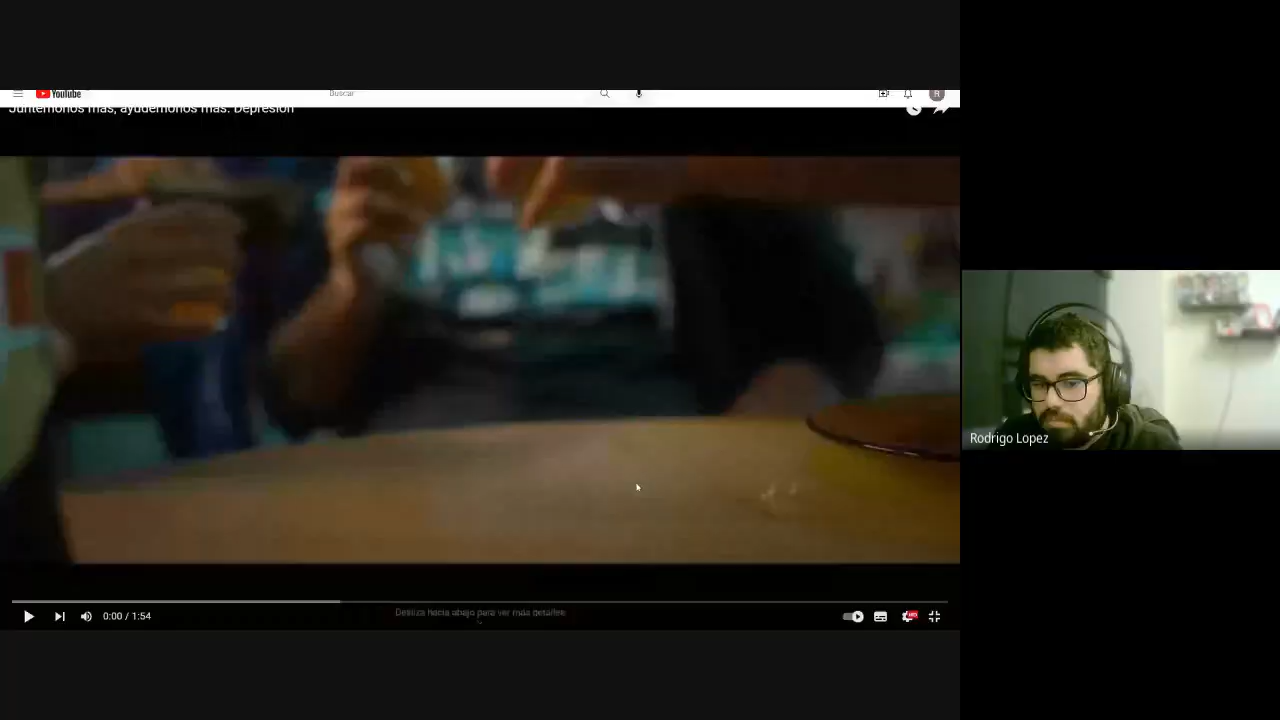 YouTube
Buscar
R
Juntémonos más, ayudémonos más: Depresión
Rodrigo Lopez
0:00 / 1:54
Desliza hacia abajo para ver más detalles
HD